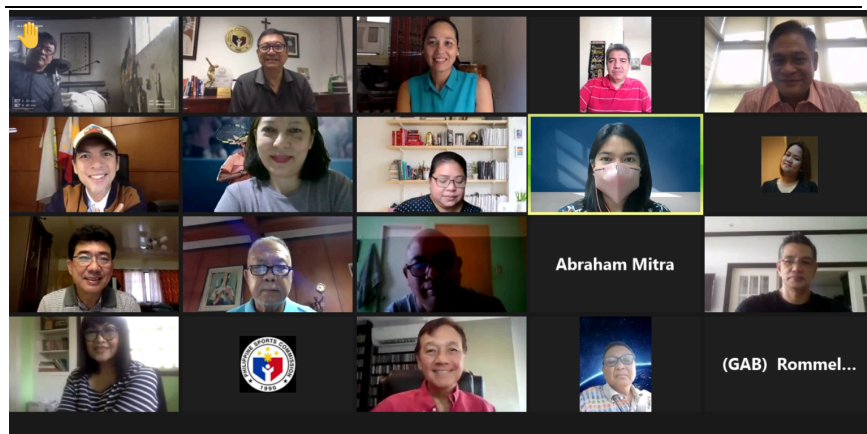 Abraham Mitra
PHILIPPINE SPORTS COMMISSION
1990
(GAB) Rommel...